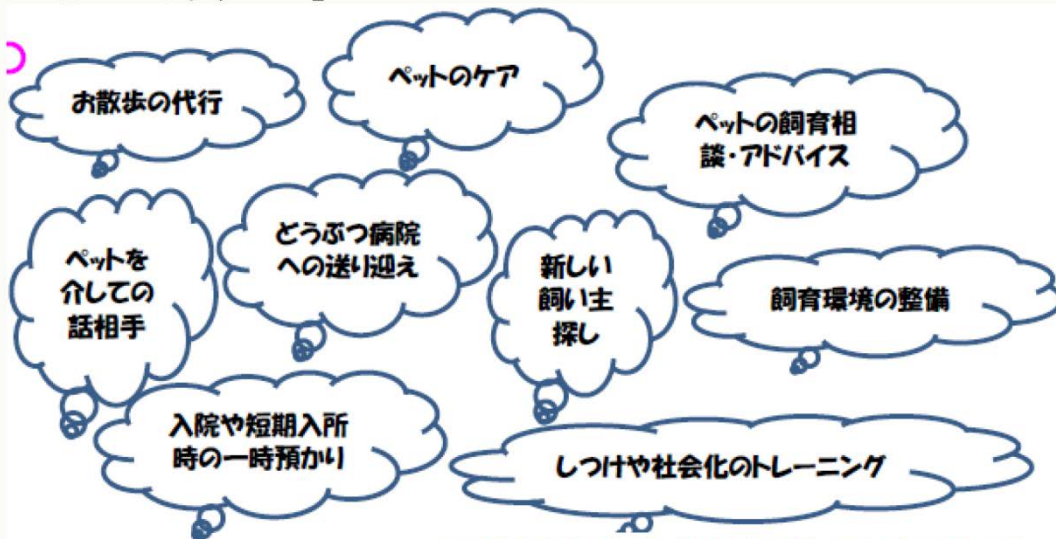 お散歩の代行
ペットのケア
ペットの飼育相
談・アドバイス
ペットを
介しての
話相手
どうぶつ病院
への送り迎え
新しい
飼い主
探し
飼育環境の整備
入院や短期入所
時の一時預かり
しつけや社会化のトレーニング